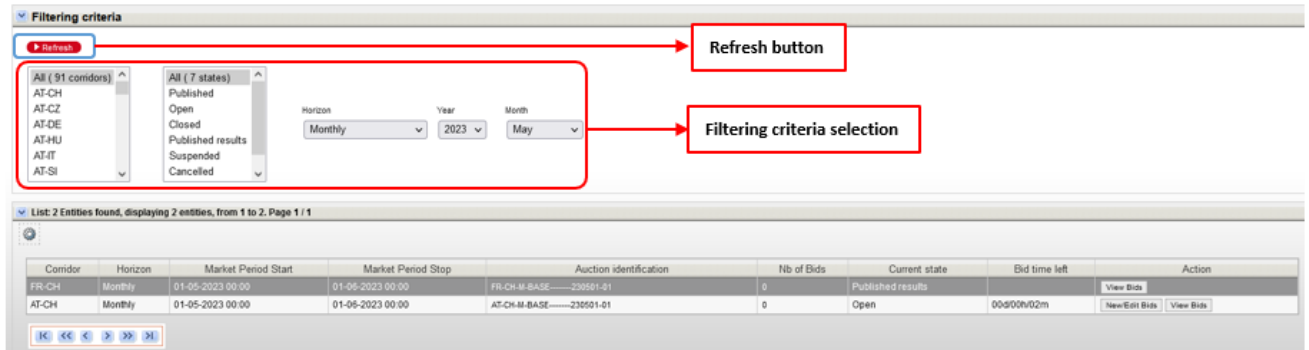 Filtering criteria
Refresh
Refresh button
All ( 91 corridors)
AT-CH
AT-CZ
AT-DE
AT-HU
AT-IT
AT-SI
All ( 7 states)
Published
Open
Closed
Published results
Suspended
Cancelled
Horizon Year Month
Monthly 2023 May
Filtering criteria selection
List: 2 Entities found, displaying 2 entities, from 1 to 2. Page 1 / 1
Corridor Horizon Market Period Start Market Period Stop Auction identification Nb of Bids Current state Bid time left Action
FR-CH Monthly 01-05-2023 00:00 01-06-2023 00:00 FR-CH-M-BASE-------230501-01 0 Published results View Bids
AT-CH Monthly 01-05-2023 00:00 01-06-2023 00:00 AT-CH-M-BASE-------230501-01 0 Open 00d/00h/02m New/Edit Bids View Bids